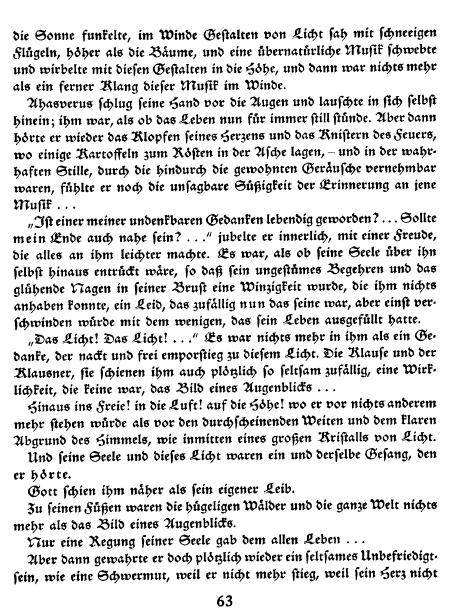 die Sonne funkelte, im Winde Gestalten von Licht sah mit schneeigen
Flügeln, höher als die Bäume, und eine übernatürliche Musik schwebte
und wirbelte mit diesen Gestalten in die Höhe, und dann war nichts mehr
als ein ferner Klang dieser Musik im Winde.
Ahasverus schlug seine Hand vor die Augen und lauschte in sich selbst
hinein; ihm war, als ob das Leben nun für immer still stünde. Aber dann
hörte er wieder das Klopfen seines Herzens und das Knistern des Feuers,
wo einige Kartoffeln zum Rösten in der Asche lagen, – und in der wahr-
haften Stille, durch die hindurch die gewohnten Geräusche vernehmbar
waren, fühlte er noch die unsagbare Süßigkeit der Erinnerung an jene
Musik ...
„Ist einer meiner undenkbaren Gedanken lebendig geworden? ... Sollte
mein Ende auch nahe sein? ...“ jubelte er innerlich, mit einer Freude,
die alles an ihm leichter machte. Es war, als ob seine Seele über ihn
selbst hinaus entrückt wäre, so daß sein ungestümes Begehren und das
glühende Nagen in seiner Brust eine Winzigkeit wurde, die ihm nichts
anhaben konnte, ein Leid, das zufällig nun das seine war, aber einst ver-
schwinden würde mit dem wenigen, das sein Leben ausgefüllt hatte.
„Das Licht! Das Licht! ...“ Es war nichts mehr in ihm als ein Ge-
danke, der nackt und frei emporstieg zu diesem Licht. Die Klause und der
Klausner, sie schienen ihm auch plötzlich so seltsam zufällig, eine Wirk-
lichkeit, die keine war, das Bild eines Augenblicks ...
Hinaus ins Freie! in die Luft! auf die Höhe! wo er vor nichts anderem
mehr stehen würde als vor den durchscheinenden Weiten und dem klaren
Abgrund des Himmels, wie inmitten eines großen Kristalls von Licht.
Und seine Seele und dieses Licht waren ein und derselbe Gesang, den
er hörte.
Gott schien ihm näher als sein eigener Leib.
Zu seinen Füßen waren die hügeligen Wälder und die ganze Welt nichts
mehr als das Bild eines Augenblicks.
Nur eine Regung seiner Seele gab dem allen Leben ...
Aber dann gewahrte er doch plötzlich wieder ein seltsames Unbefriedigt-
sein, wie eine Schwermut, weil er nicht mehr stieg, weil sein Herz nicht
63